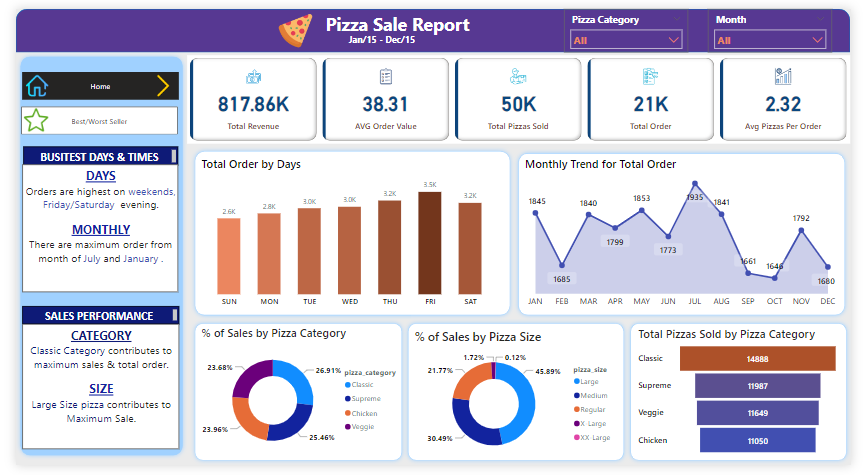 Pizza Sale Report
Jan/15 - Dec/15
Pizza Category
All
Month
All
Home
Best/Worst Seller
BUSITEST DAYS & TIMES
DAYS
Orders are highest on weekends,
Friday/Saturday evening.
MONTHLY
There are maximum order from
month of July and January .
SALES PERFORMANCE
CATEGORY
Classic Category contributes to
maximum sales & total order.
SIZE
Large Size pizza contributes to
Maximum Sale.
817.86K
Total Revenue
38.31
AVG Order Value
50K
Total Pizzas Sold
21K
Total Order
2.32
Avg Pizzas Per Order
Total Order by Days
2.6K
2.8K
3.0K
3.0K
3.2K
3.5K
3.2K
SUN MON TUE WED THU FRI SAT
Monthly Trend for Total Order
1845
1685
1840
1799
1853
1773
1935
1841
1661
1646
1792
1680
JAN FEB MAR APR MAY JUN JUL AUG SEP OCT NOV DEC
% of Sales by Pizza Category
26.91%
25.46%
23.96%
23.68%
pizza_category
Classic
Supreme
Chicken
Veggie
% of Sales by Pizza Size
45.89%
30.49%
21.77%
1.72%
0.12%
pizza_size
Large
Medium
Regular
X-Large
XX-Large
Total Pizzas Sold by Pizza Category
Classic 14888
Supreme 11987
Veggie 11649
Chicken 11050